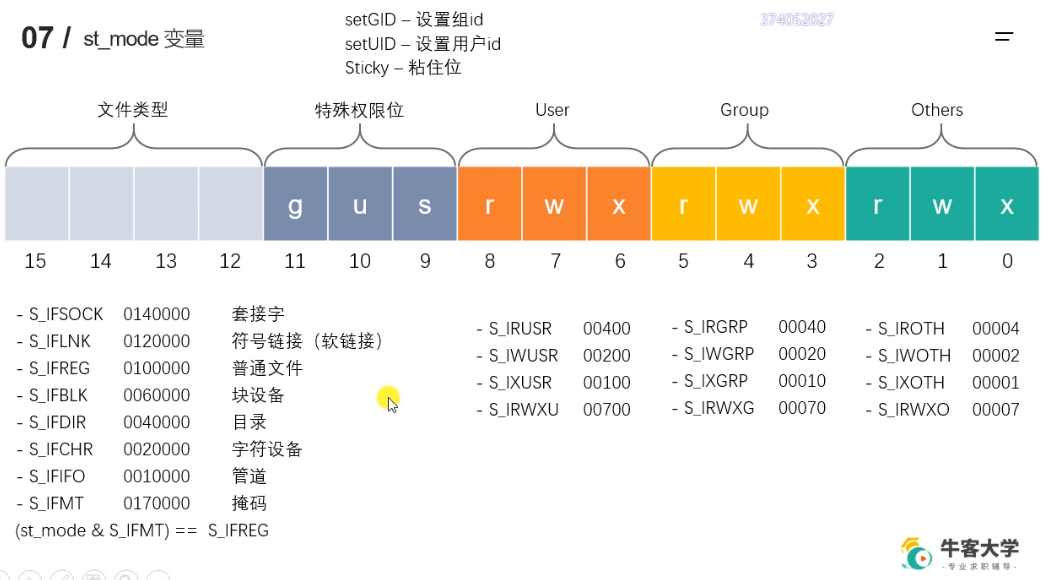 07 / st_mode 变量
setGID – 设置组id
setUID – 设置用户id
Sticky – 粘住位
374052027
文件类型
特殊权限位
User
Group
Others
g u s r w x r w x r w x
15 14 13 12 11 10 9 8 7 6 5 4 3 2 1 0
- S_IFSOCK 0140000 套接字
- S_IFLNK 0120000 符号链接（软链接）
- S_IFREG 0100000 普通文件
- S_IFBLK 0060000 块设备
- S_IFDIR 0040000 目录
- S_IFCHR 0020000 字符设备
- S_IFIFO 0010000 管道
- S_IFMT 0170000 掩码
(st_mode & S_IFMT) == S_IFREG
- S_IRUSR 00400
- S_IWUSR 00200
- S_IXUSR 00100
- S_IRWXU 00700
- S_IRGRP 00040
- S_IWGRP 00020
- S_IXGRP 00010
- S_IRWXG 00070
- S_IROTH 00004
- S_IWOTH 00002
- S_IXOTH 00001
- S_IRWXO 00007
牛客大学
- 专业求职辅导 -